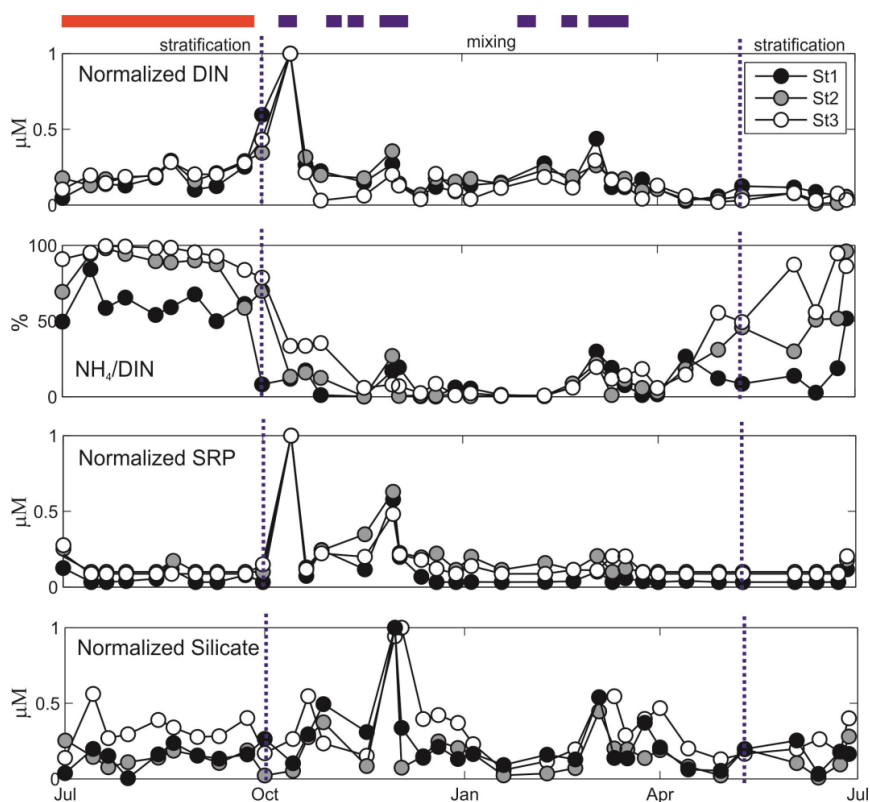 stratification mixing stratification
Normalized DIN
St1
St2
St3
1
0.5
0
μM
100
50
0
%
NH4/DIN
Normalized SRP
1
0.5
0
μM
Normalized Silicate
1
0.5
0
μM
Jul Oct Jan Apr Jul